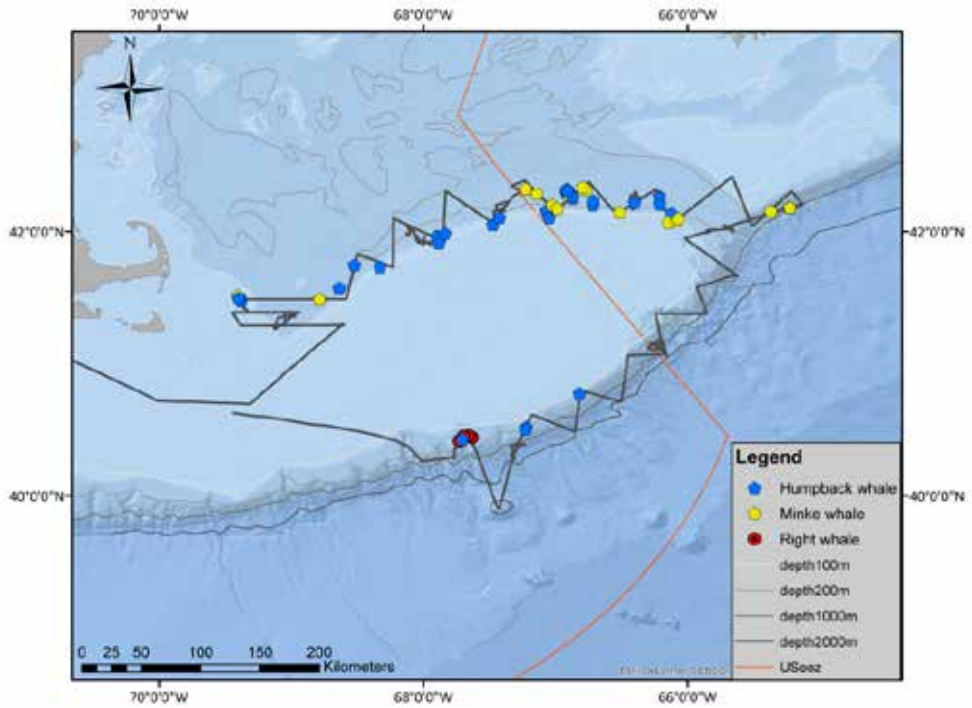 70°0'0"W 68°0'0"W 66°0'0"W
N
42°0'0"N 42°0'0"N
40°0'0"N 40°0'0"N
Legend
Humpback whale
Minke whale
Right whale
depth100m
depth200m
depth1000m
depth2000m
USeez
0 25 50 100 150 200
Kilometers
70°0'0"W 68°0'0"W 66°0'0"W